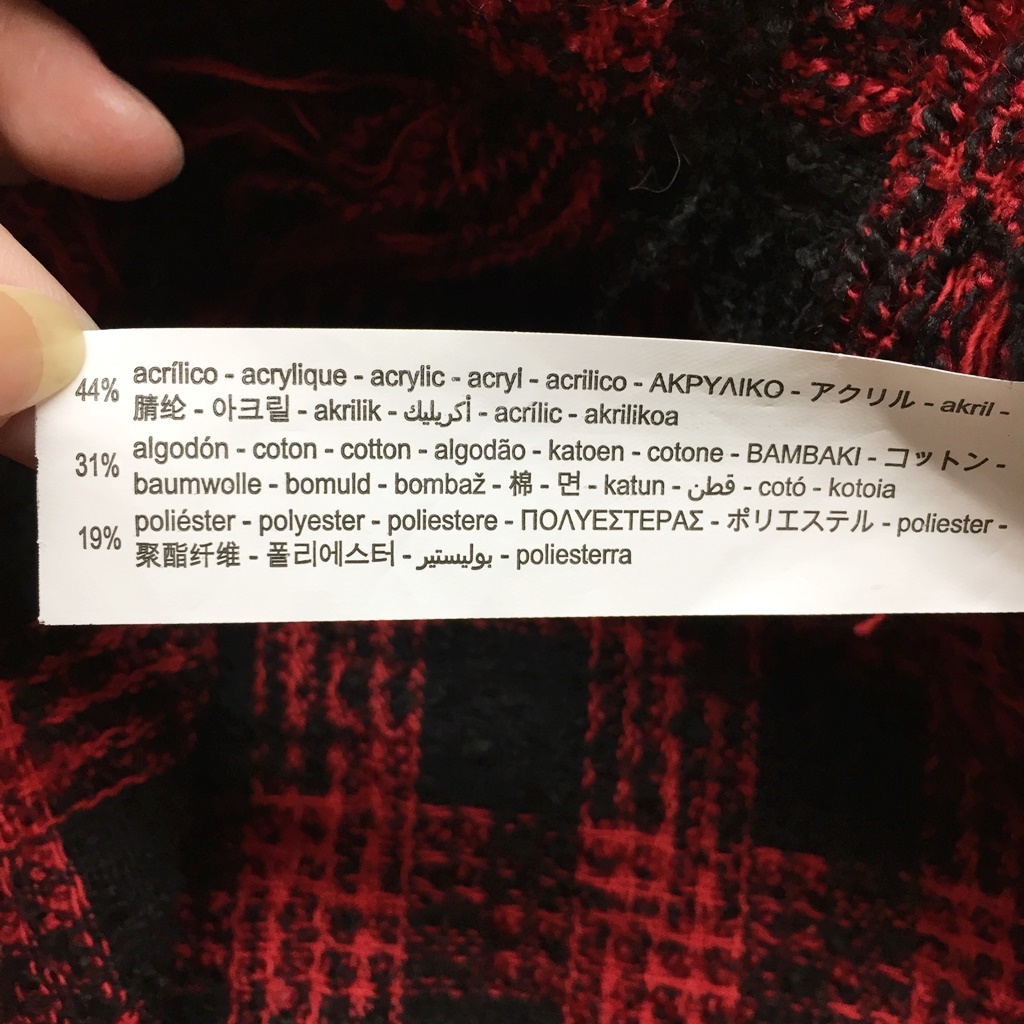 44% acrílico - acrylique - acrylic - acryl - acrilico - ΑΚΡΥΛΙΚΟ - アクリル - akril -
腈纶 - 아크릴 - akrilik - أكريليك - acrílic - akrilikoa
31% algodón - coton - cotton - algodão - katoen - cotone - BAMBAKI - コットン -
baumwolle - bomuld - bombaž - 棉 - 면 - katun - قطن - cotó - kotoia
19% poliéster - polyester - poliestere - ΠΟΛΥΕΣΤΕΡΑΣ - ポリエステル - poliester -
聚酯纤维 - 폴리에스터 - بوليستير - poliesterra